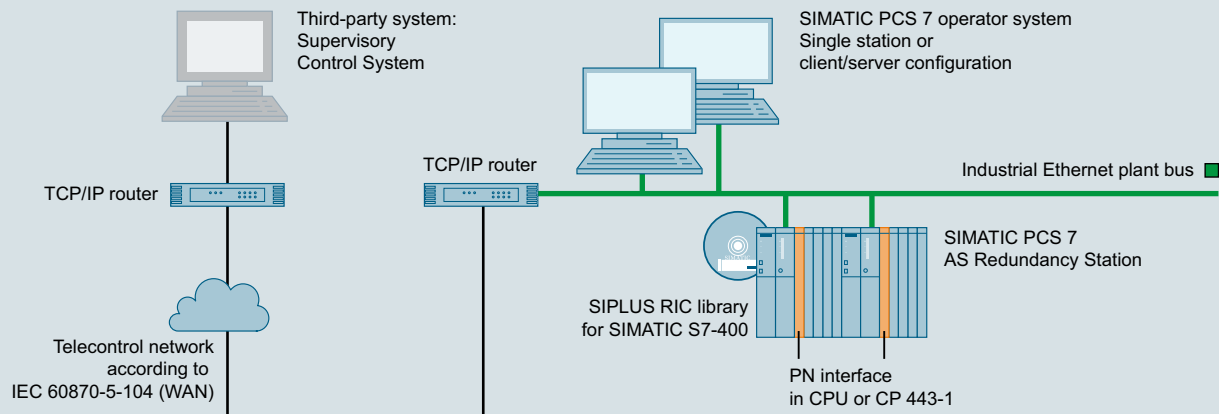 Third-party system:
Supervisory
Control System
SIMATIC PCS 7 operator system
Single station or
client/server configuration
TCP/IP router
TCP/IP router
Industrial Ethernet plant bus
SIMATIC PCS 7
AS Redundancy Station
SIPLUS RIC library
for SIMATIC S7-400
Telecontrol network
according to
IEC 60870-5-104 (WAN)
PN interface
in CPU or CP 443-1